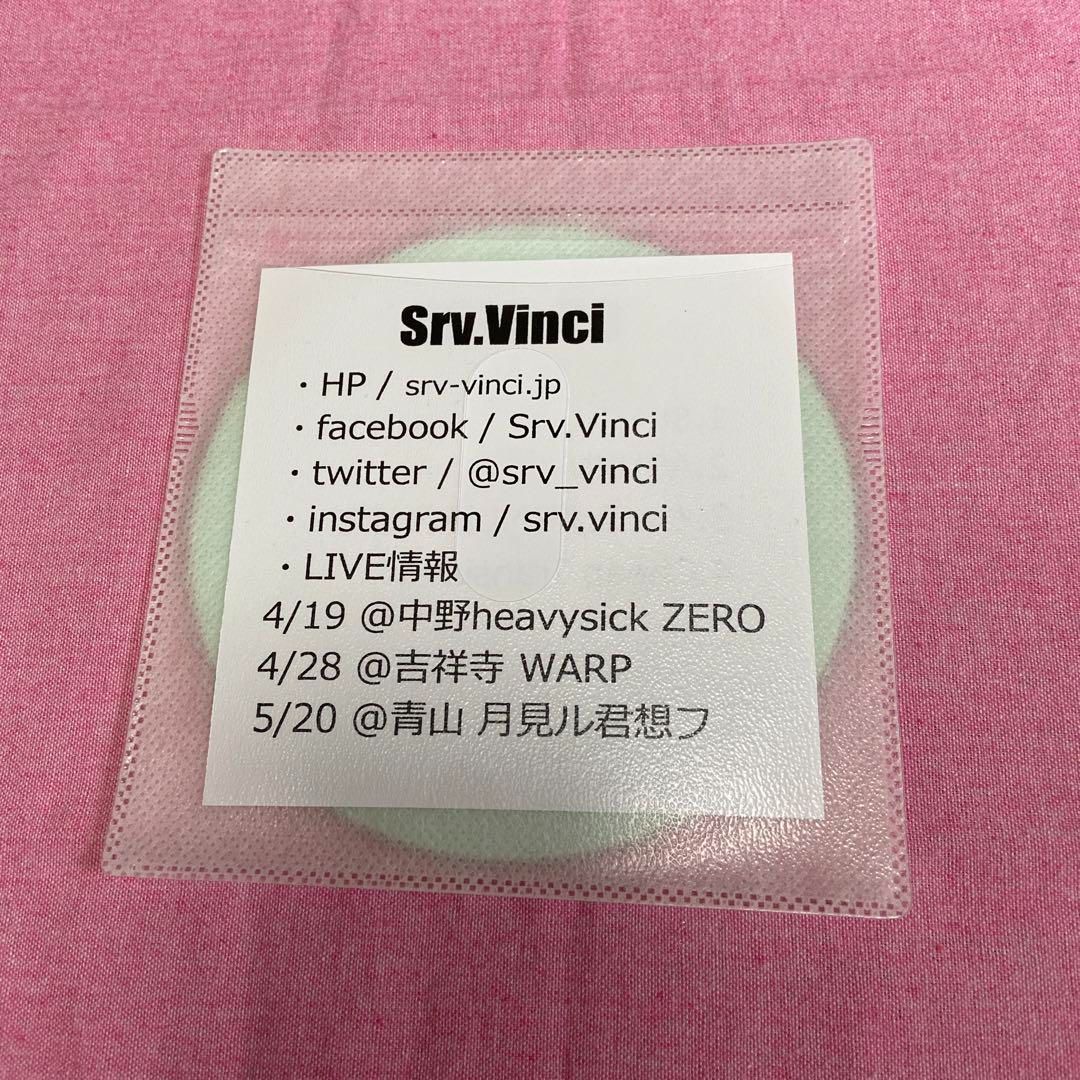 Srv.Vinci
・HP / srv-vinci.jp
・facebook / Srv.Vinci
・twitter / @srv_vinci
・instagram / srv.vinci
・LIVE情報
4/19 @中野heavysick ZERO
4/28 @吉祥寺 WARP
5/20 @青山 月見ル君想フ